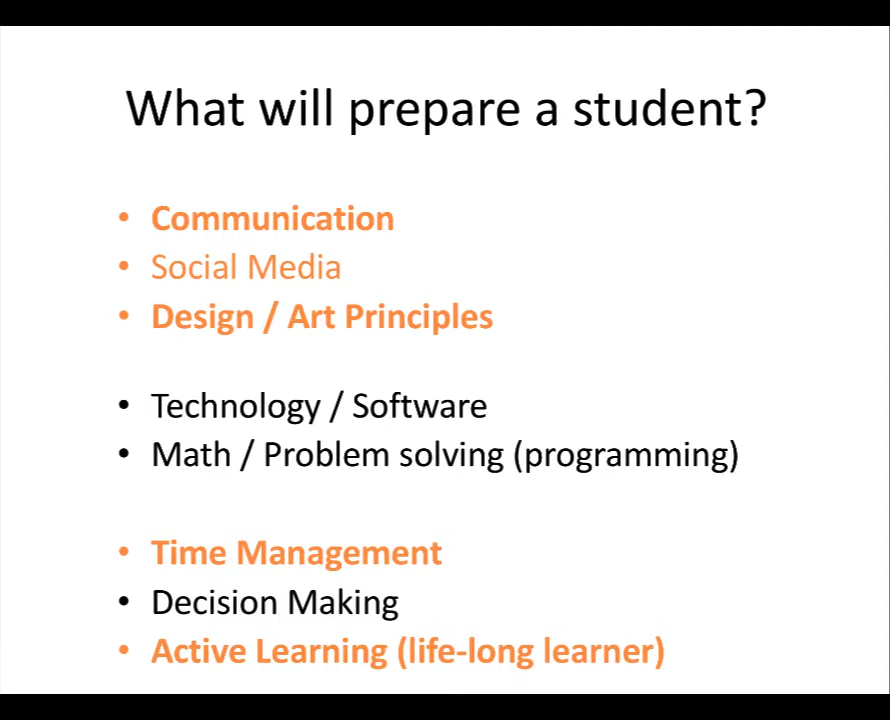 What will prepare a student?
• Communication
• Social Media
• Design / Art Principles
• Technology / Software
• Math / Problem solving (programming)
• Time Management
• Decision Making
• Active Learning (life-long learner)